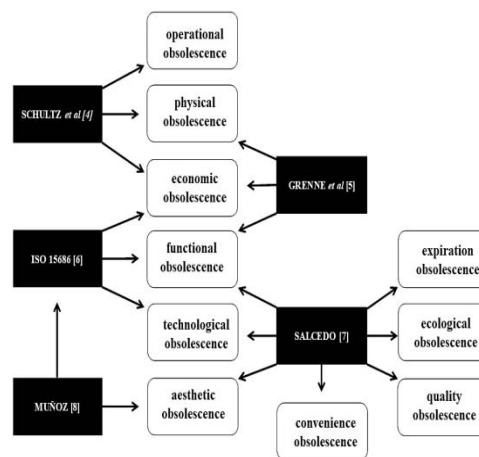 operational
obsolescence
SCHULTZ et al [4]
physical
obsolescence
economic
obsolescence
GRENNE et al [5]
ISO 15686 [6]
functional
obsolescence
expiration
obsolescence
technological
obsolescence
SALCEDO [7]
ecological
obsolescence
MUÑOZ [8]
aesthetic
obsolescence
quality
obsolescence
convenience
obsolescence